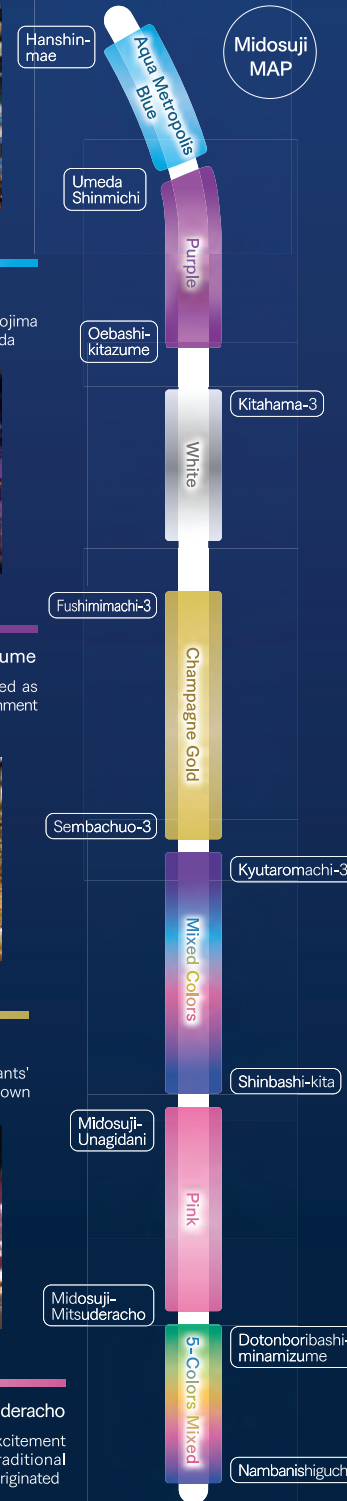 Hanshin-
mae
Midosuji
MAP
Aqua Metropolis
Blue
Umeda
Shinmichi
Purple
ojima
da
Oebashi-
kitazume
Kitahama-3
White
Fushimimachi-3
ume
ed as
nment
Champagne Gold
Sembachuo-3
Kyutaromachi-3
Mixed Colors
ants'
own
Shinbashi-kita
Midosuji-
Unagidani
Pink
Midosuji-
Mitsuderacho
Dotonboribashi-
minamizume
5-Colors Mixed
deracho
xcitement
raditional
originated
Nambanishiguch